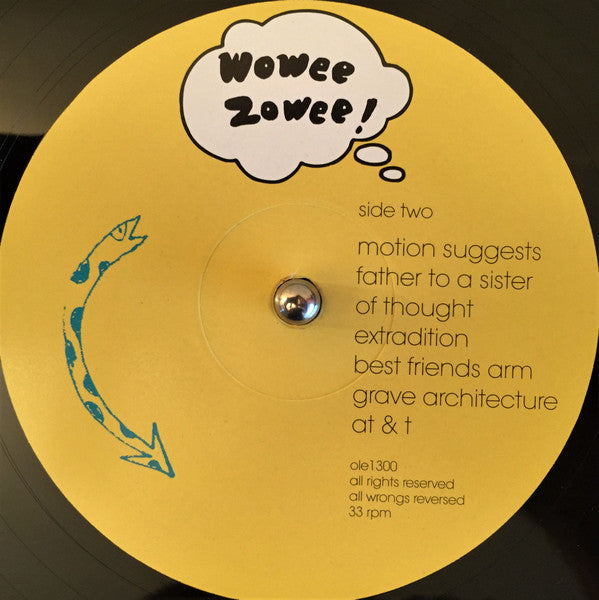 Wowee
Zowee!
side two
motion suggests
father to a sister
of thought
extradition
best friends arm
grave architecture
at & t
ole1300
all rights reserved
all wrongs reversed
33 rpm